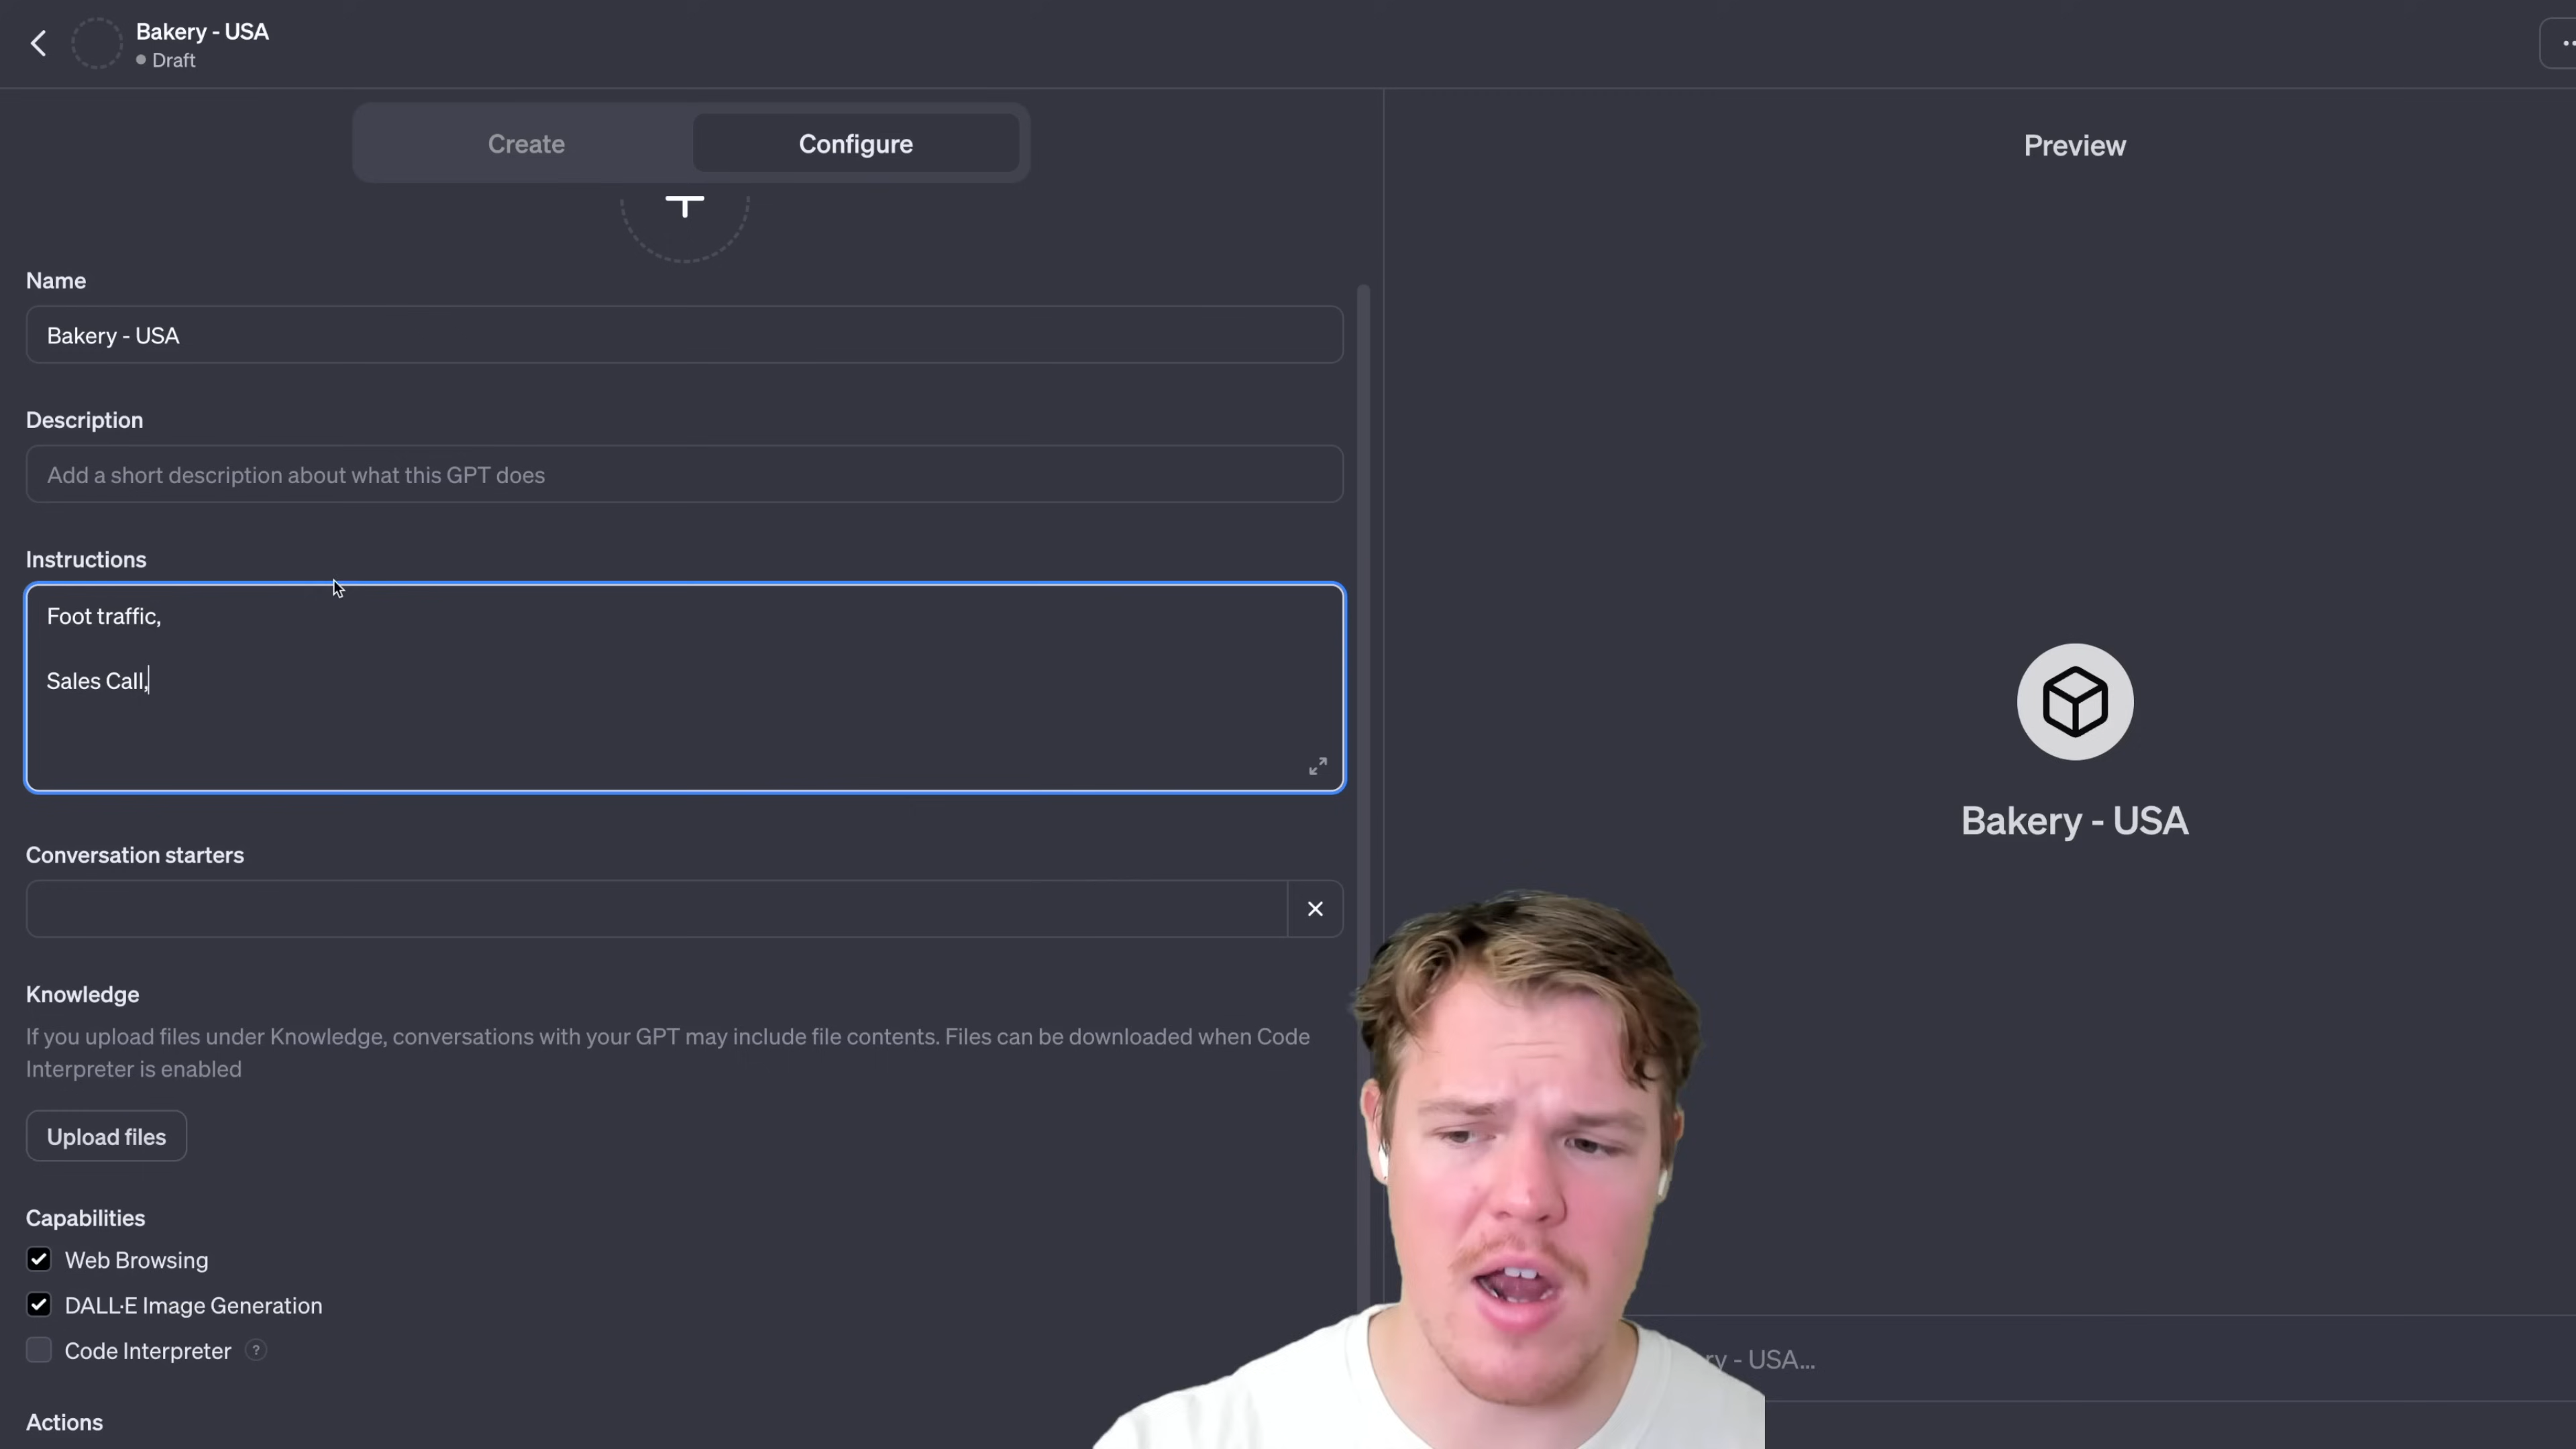 Bakery - USA
Draft
Create
Configure
Preview
Name
Bakery - USA
Description
Add a short description about what this GPT does
Instructions
Foot traffic,
Sales Call,
Bakery - USA
Conversation starters
Knowledge
If you upload files under Knowledge, conversations with your GPT may include file contents. Files can be downloaded when Code
Interpreter is enabled
Upload files
Capabilities
Web Browsing
DALL·E Image Generation
Code Interpreter ?
- USA...
Actions